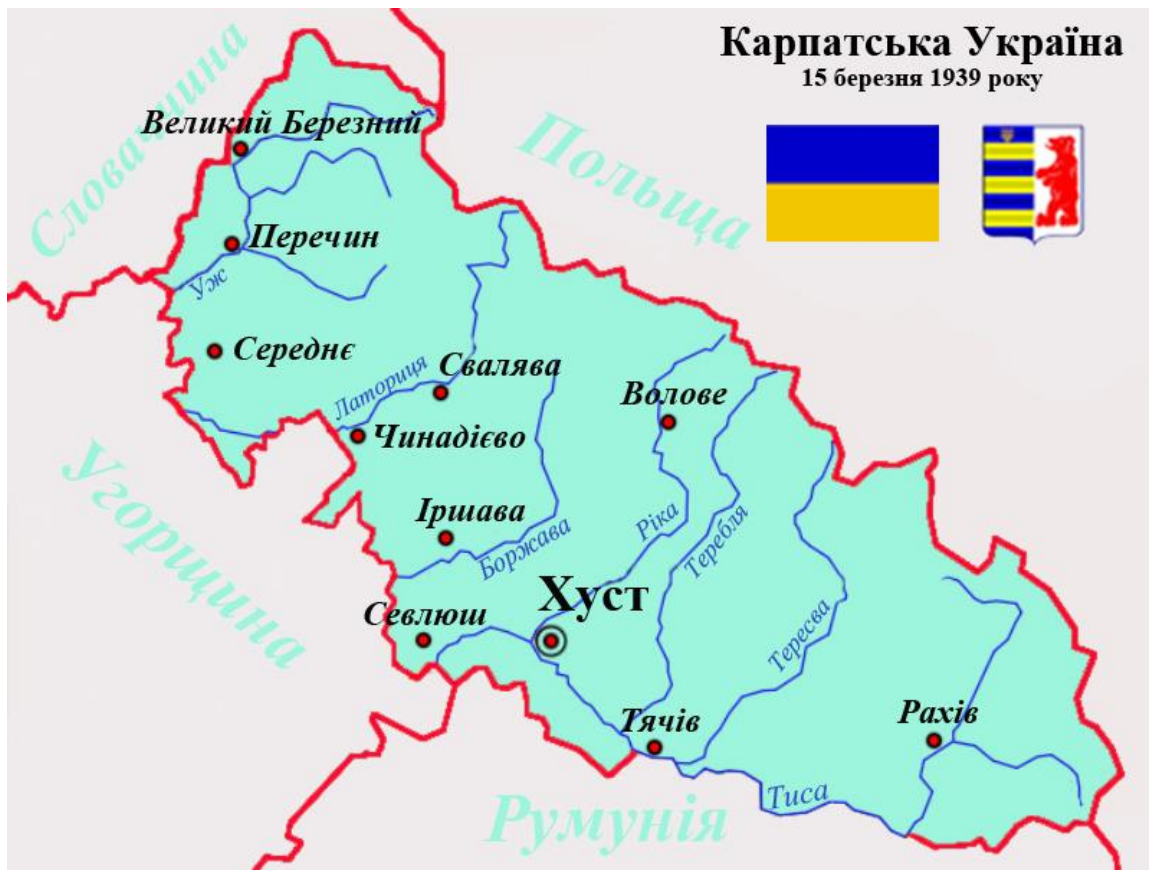 Карпатська Україна
15 березня 1939 року
Словаччина
Великий Березний
Польща
Перечин
Уж
Середнє
Латориця
Свалява
Волове
Чинадієво
Угорщина
Іршава
Боржава
Ріка
Теребля
Хуст
Севлюш
Тересва
Тячів
Рахів
Тиса
Румунія